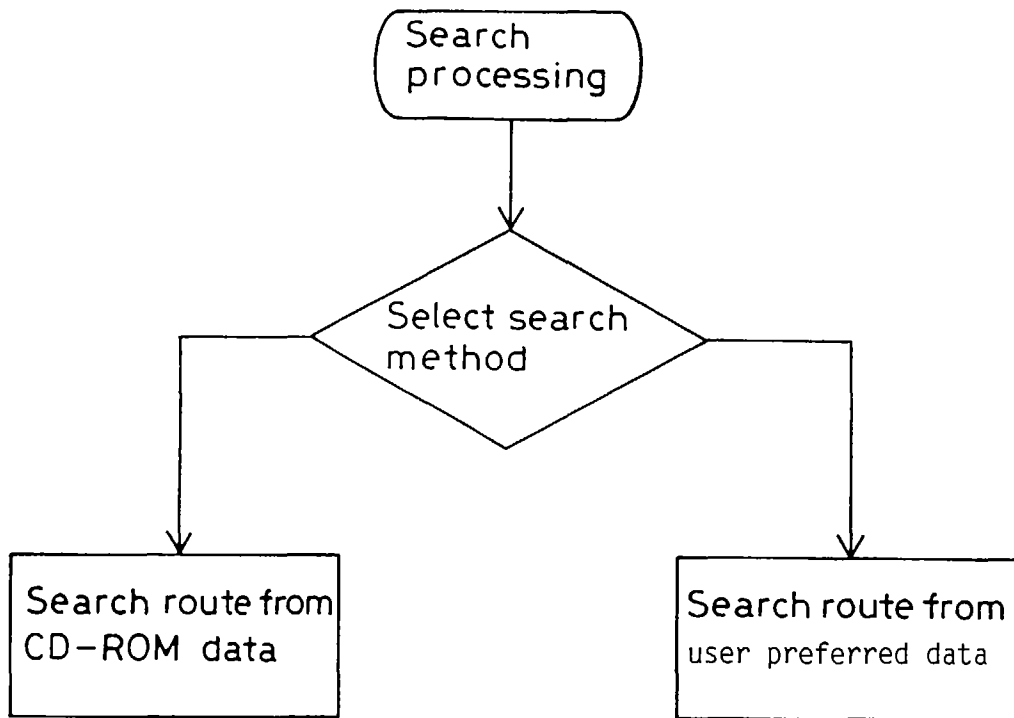 Search
processing
Select search
method
Search route from
CD-ROM data
Search route from
user preferred data